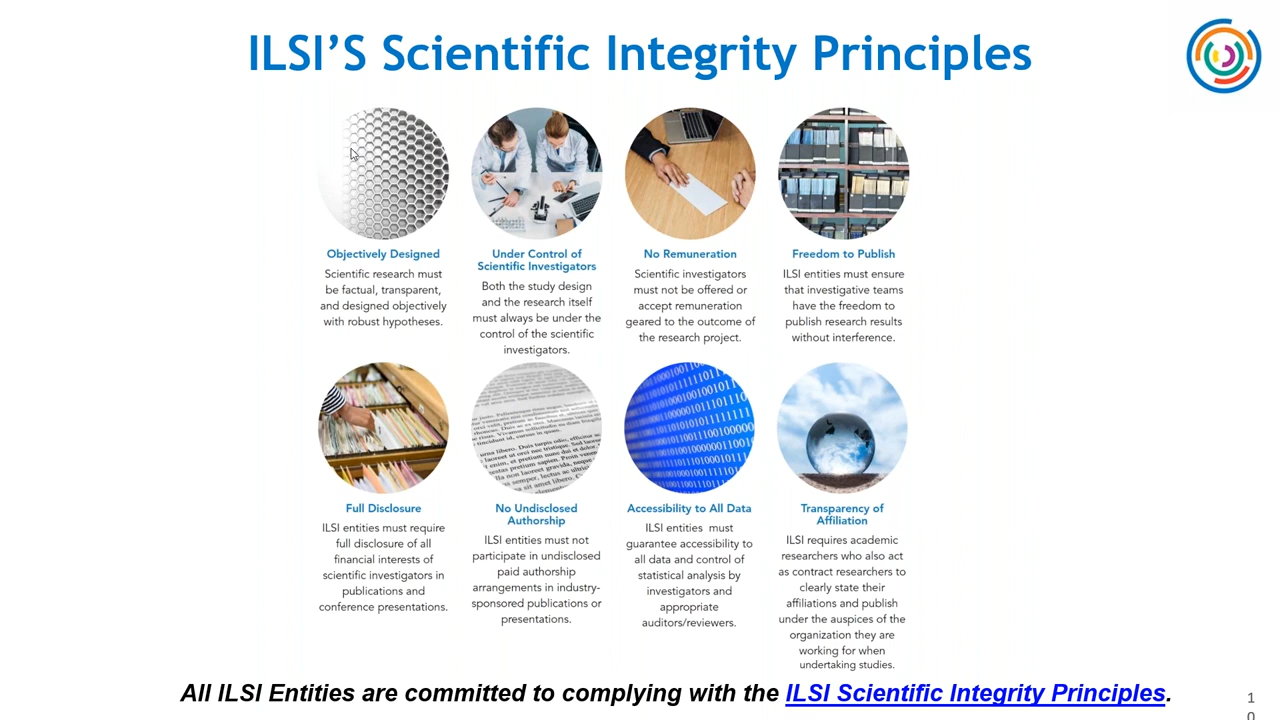 ILSI'S Scientific Integrity Principles
Objectively Designed
Scientific research must
be factual, transparent,
and designed objectively
with robust hypotheses.
Under Control of
Scientific Investigators
Both the study design
and the research itself
must always be under the
control of the scientific
investigators.
No Remuneration
Scientific investigators
must not be offered or
accept remuneration
geared to the outcome of
the research project.
Freedom to Publish
ILSI entities must ensure
that investigative teams
have the freedom to
publish research results
without interference.
Full Disclosure
ILSI entities must require
full disclosure of all
financial interests of
scientific investigators in
publications and
conference presentations.
No Undisclosed
Authorship
ILSI entities must not
participate in undisclosed
paid authorship
arrangements in industry-
sponsored publications or
presentations.
Accessibility to All Data
ILSI entities must
guarantee accessibility to
all data and control of
statistical analysis by
investigators and
appropriate
auditors/reviewers.
Transparency of
Affiliation
ILSI requires academic
researchers who also act
as contract researchers to
clearly state their
affiliations and publish
under the auspices of the
organization they are
working for when
undertaking studies.
All ILSI Entities are committed to complying with the ILSI Scientific Integrity Principles.
1
0